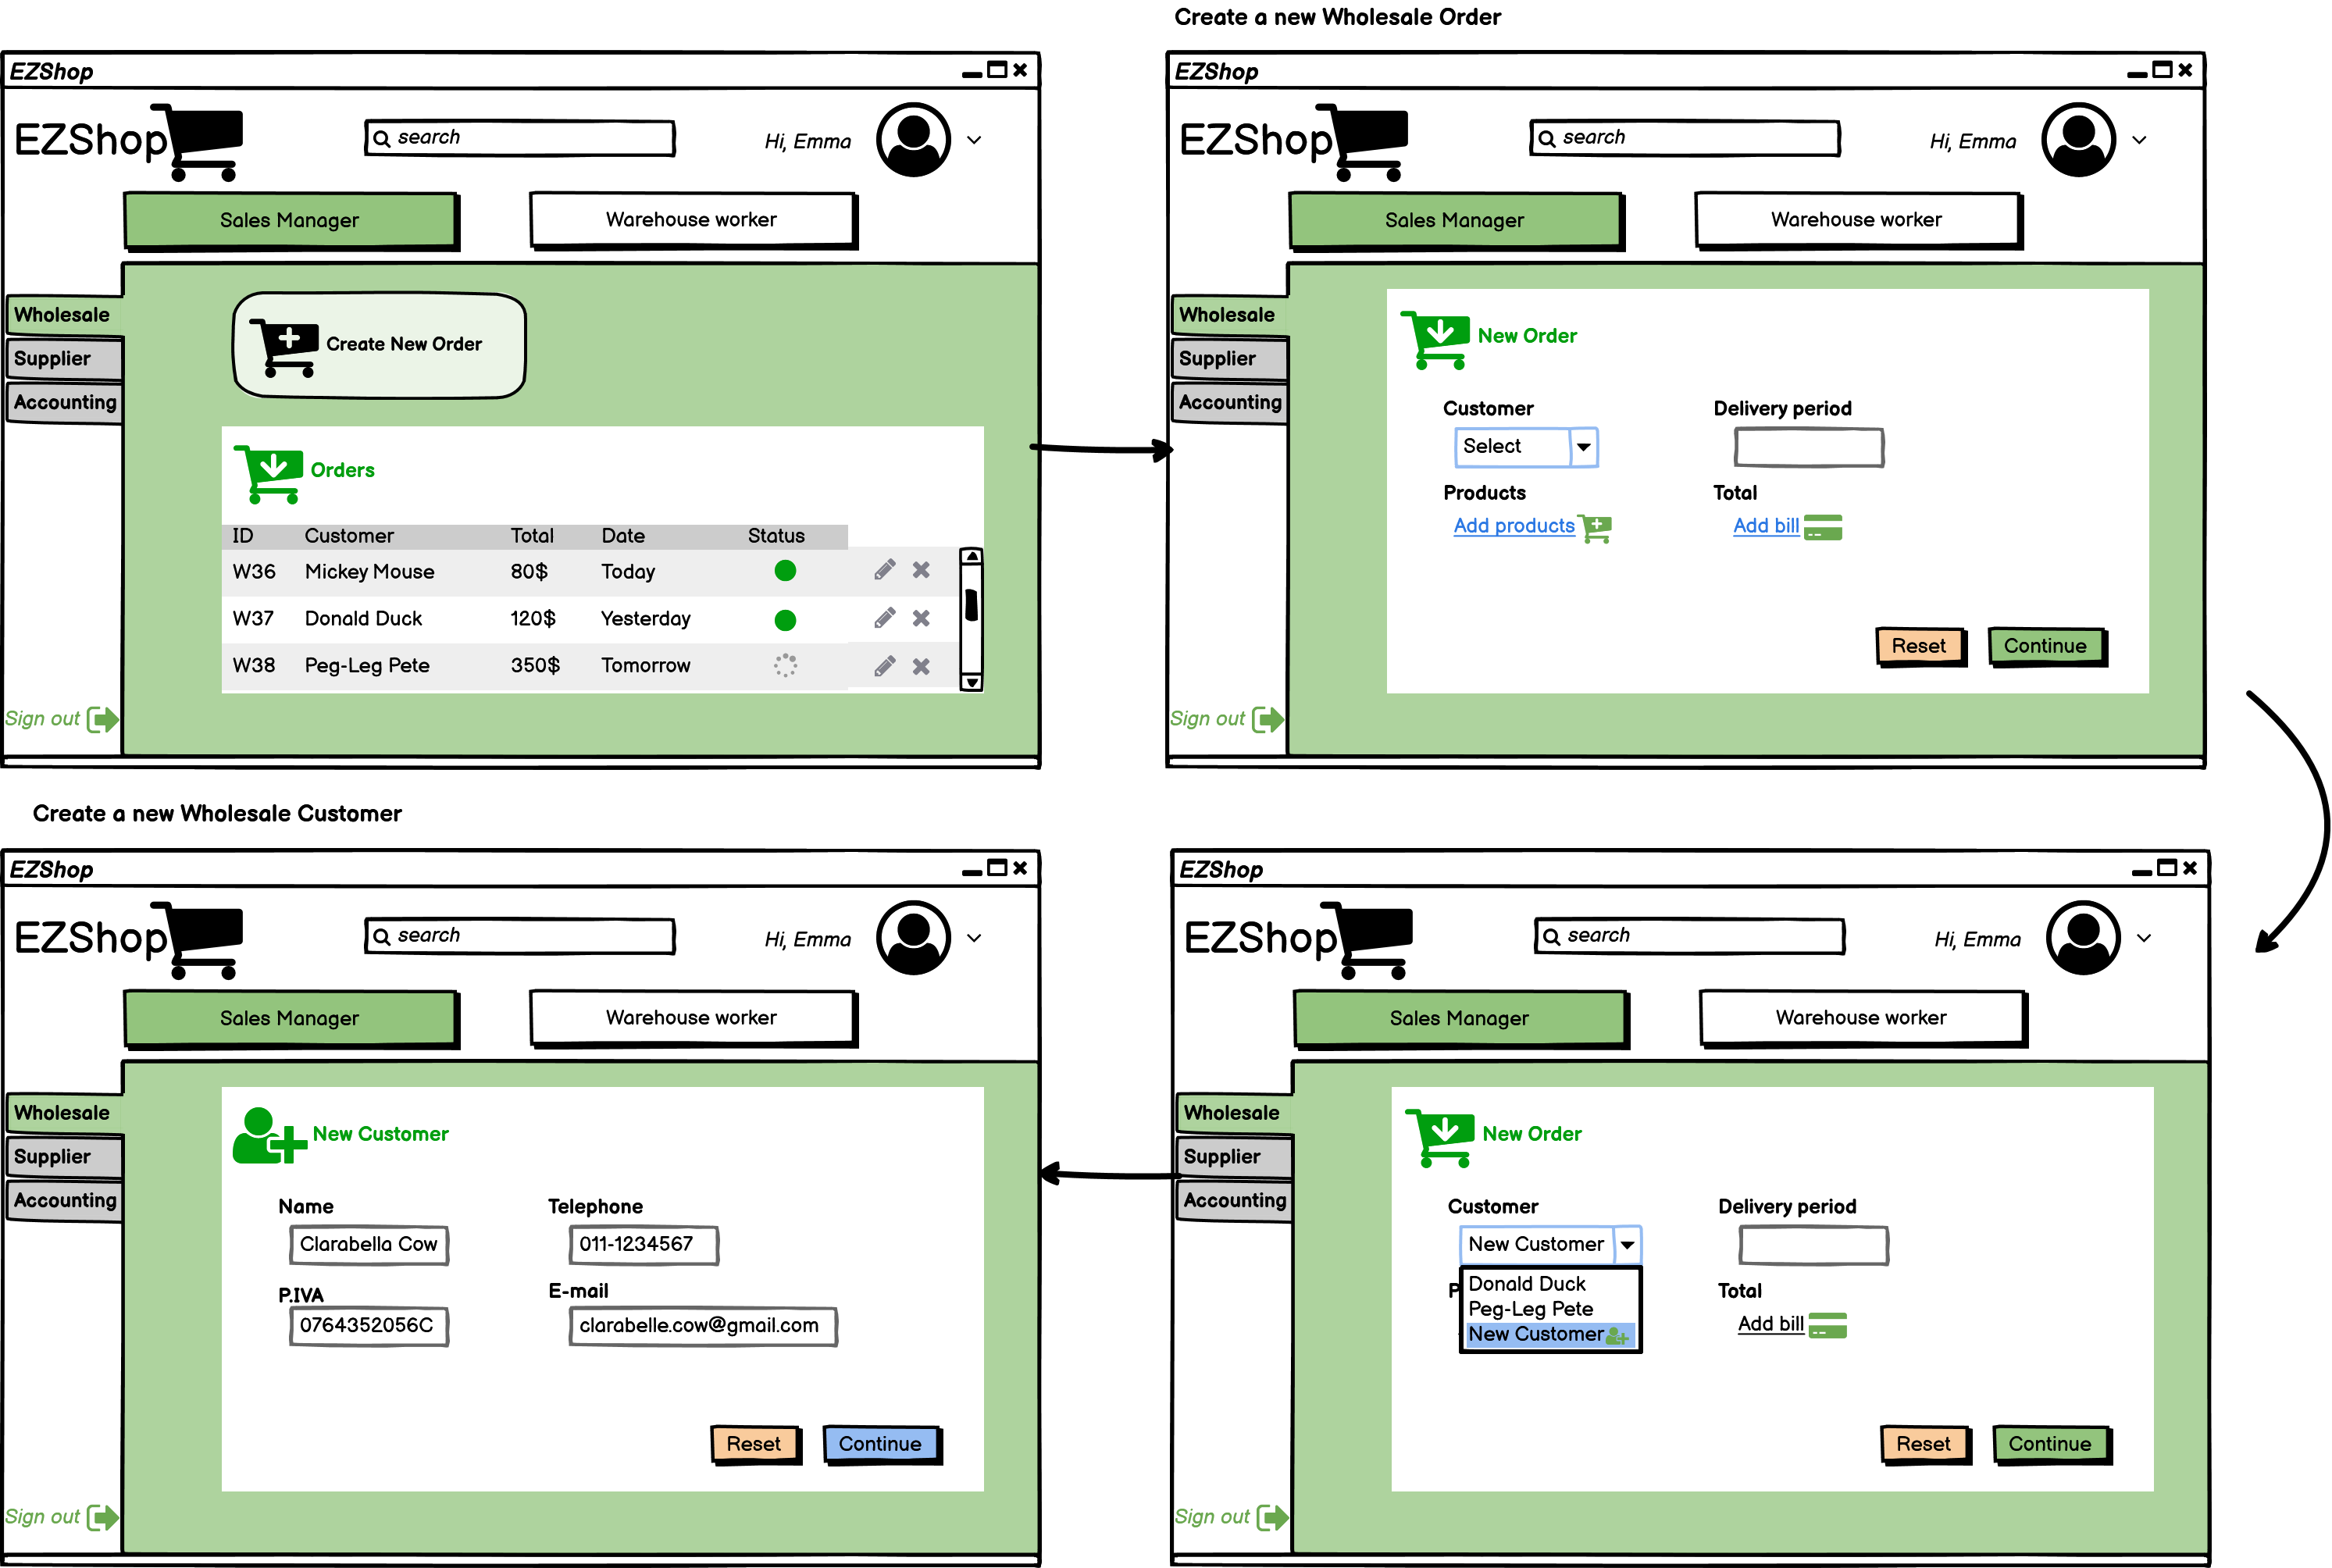 Create a new Wholesale Order
EZShop
EZShop
search
Hi, Emma
Sales Manager
Warehouse worker
Wholesale
Supplier
Accounting
Create New Order
Orders
ID Customer Total Date Status
W36 Mickey Mouse 80$ Today
W37 Donald Duck 120$ Yesterday
W38 Peg-Leg Pete 350$ Tomorrow
Sign out
EZShop
EZShop
search
Hi, Emma
Sales Manager
Warehouse worker
Wholesale
Supplier
Accounting
New Order
Customer Delivery period
Select
Products Total
Add products Add bill
Reset Continue
Sign out
Create a new Wholesale Customer
EZShop
EZShop
search
Hi, Emma
Sales Manager
Warehouse worker
Wholesale
Supplier
Accounting
New Customer
Name Telephone
Clarabella Cow 011-1234567
P.IVA E-mail
0764352056C clarabelle.cow@gmail.com
Reset Continue
Sign out
EZShop
EZShop
search
Hi, Emma
Sales Manager
Warehouse worker
Wholesale
Supplier
Accounting
New Order
Customer Delivery period
New Customer
Donald Duck
P Total
Peg-Leg Pete
New Customer Add bill
Reset Continue
Sign out